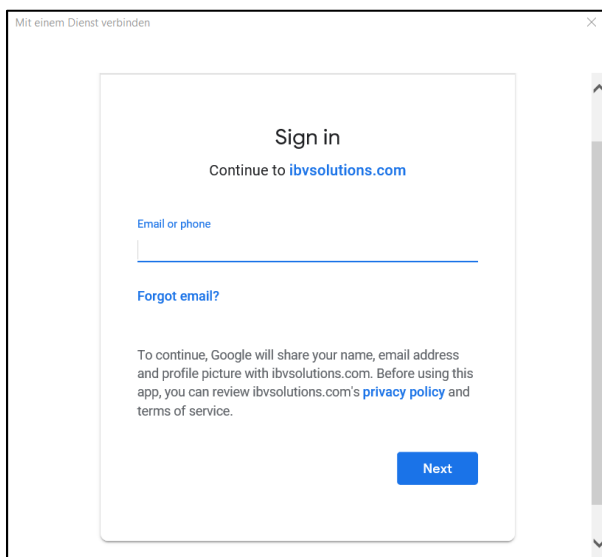 Mit einem Dienst verbinden
Sign in
Continue to ibvsolutions.com
Email or phone
Forgot email?
To continue, Google will share your name, email address
and profile picture with ibvsolutions.com. Before using this
app, you can review ibvsolutions.com's privacy policy and
terms of service.
Next